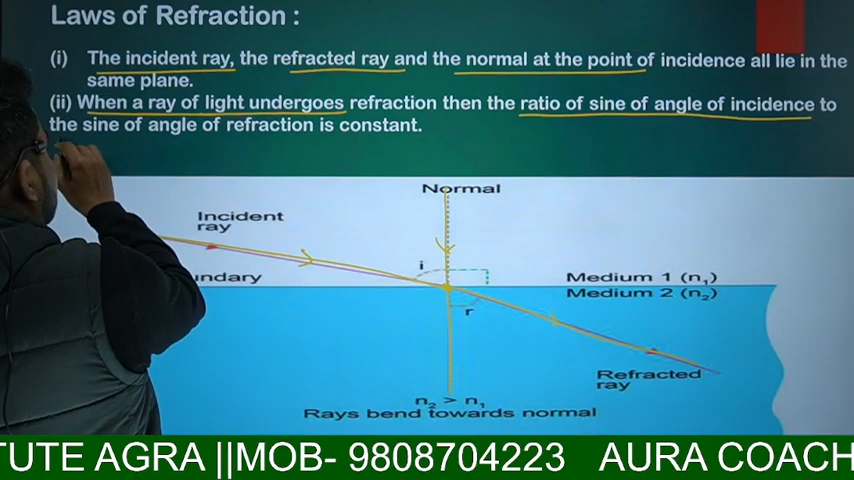 Laws of Refraction :
(i) The incident ray, the refracted ray and the normal at the point of incidence all lie in the
same plane.
(ii) When a ray of light undergoes refraction then the ratio of sine of angle of incidence to
the sine of angle of refraction is constant.
Normal
Incident
ray
i
undary
Medium 1 (n₁)
Medium 2 (n₂)
r
Refracted
ray
n₂ > n₁
Rays bend towards normal
TUTE AGRA ||MOB- 9808704223 AURA COACH